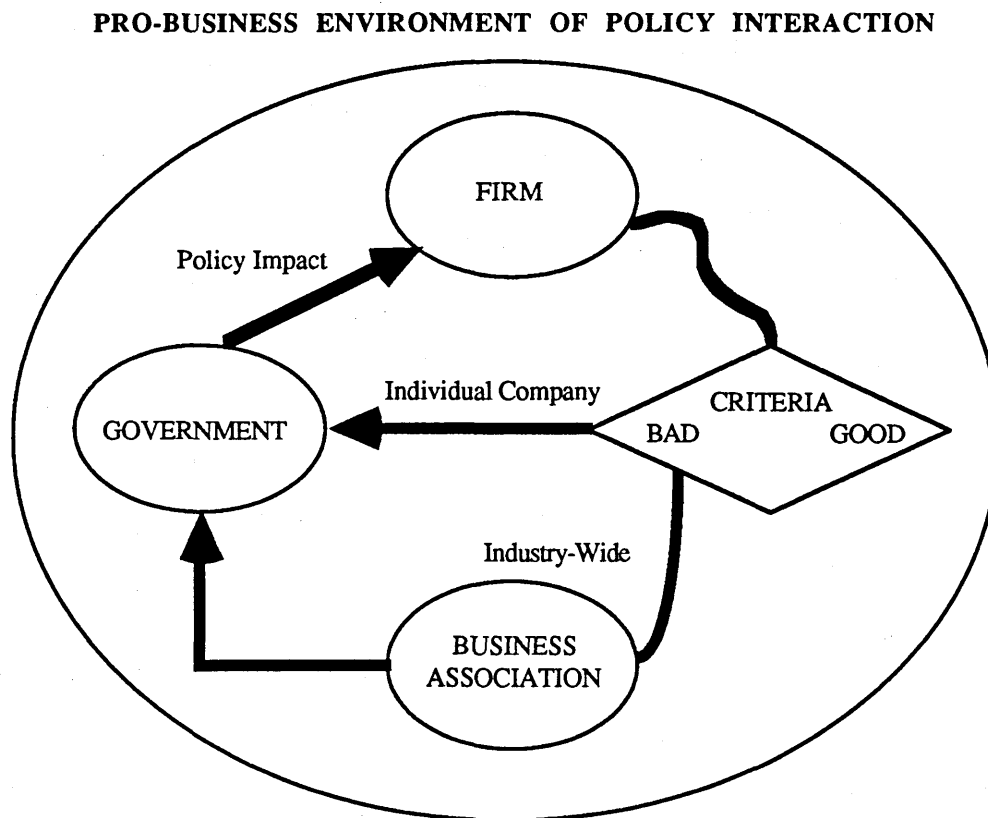 PRO-BUSINESS ENVIRONMENT OF POLICY INTERACTION
FIRM
Policy Impact
Individual Company
CRITERIA
GOVERNMENT
BAD
GOOD
Industry-Wide
BUSINESS
ASSOCIATION